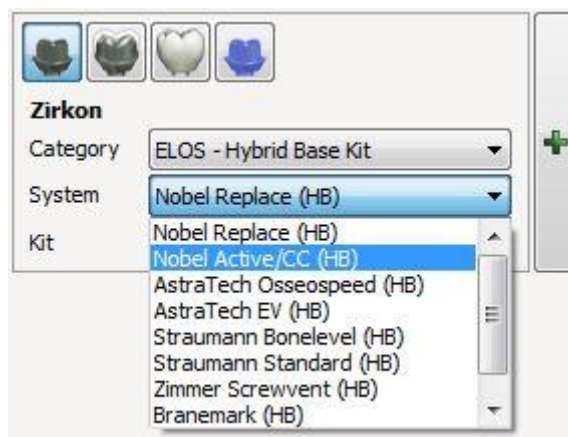 Zirkon
Category ELOS - Hybrid Base Kit
System Nobel Replace (HB)
Kit
Nobel Replace (HB)
Nobel Active/CC (HB)
AstraTech Osseospeed (HB)
AstraTech EV (HB)
Straumann Bonelevel (HB)
Straumann Standard (HB)
Zimmer Screwvent (HB)
Branemark (HB)